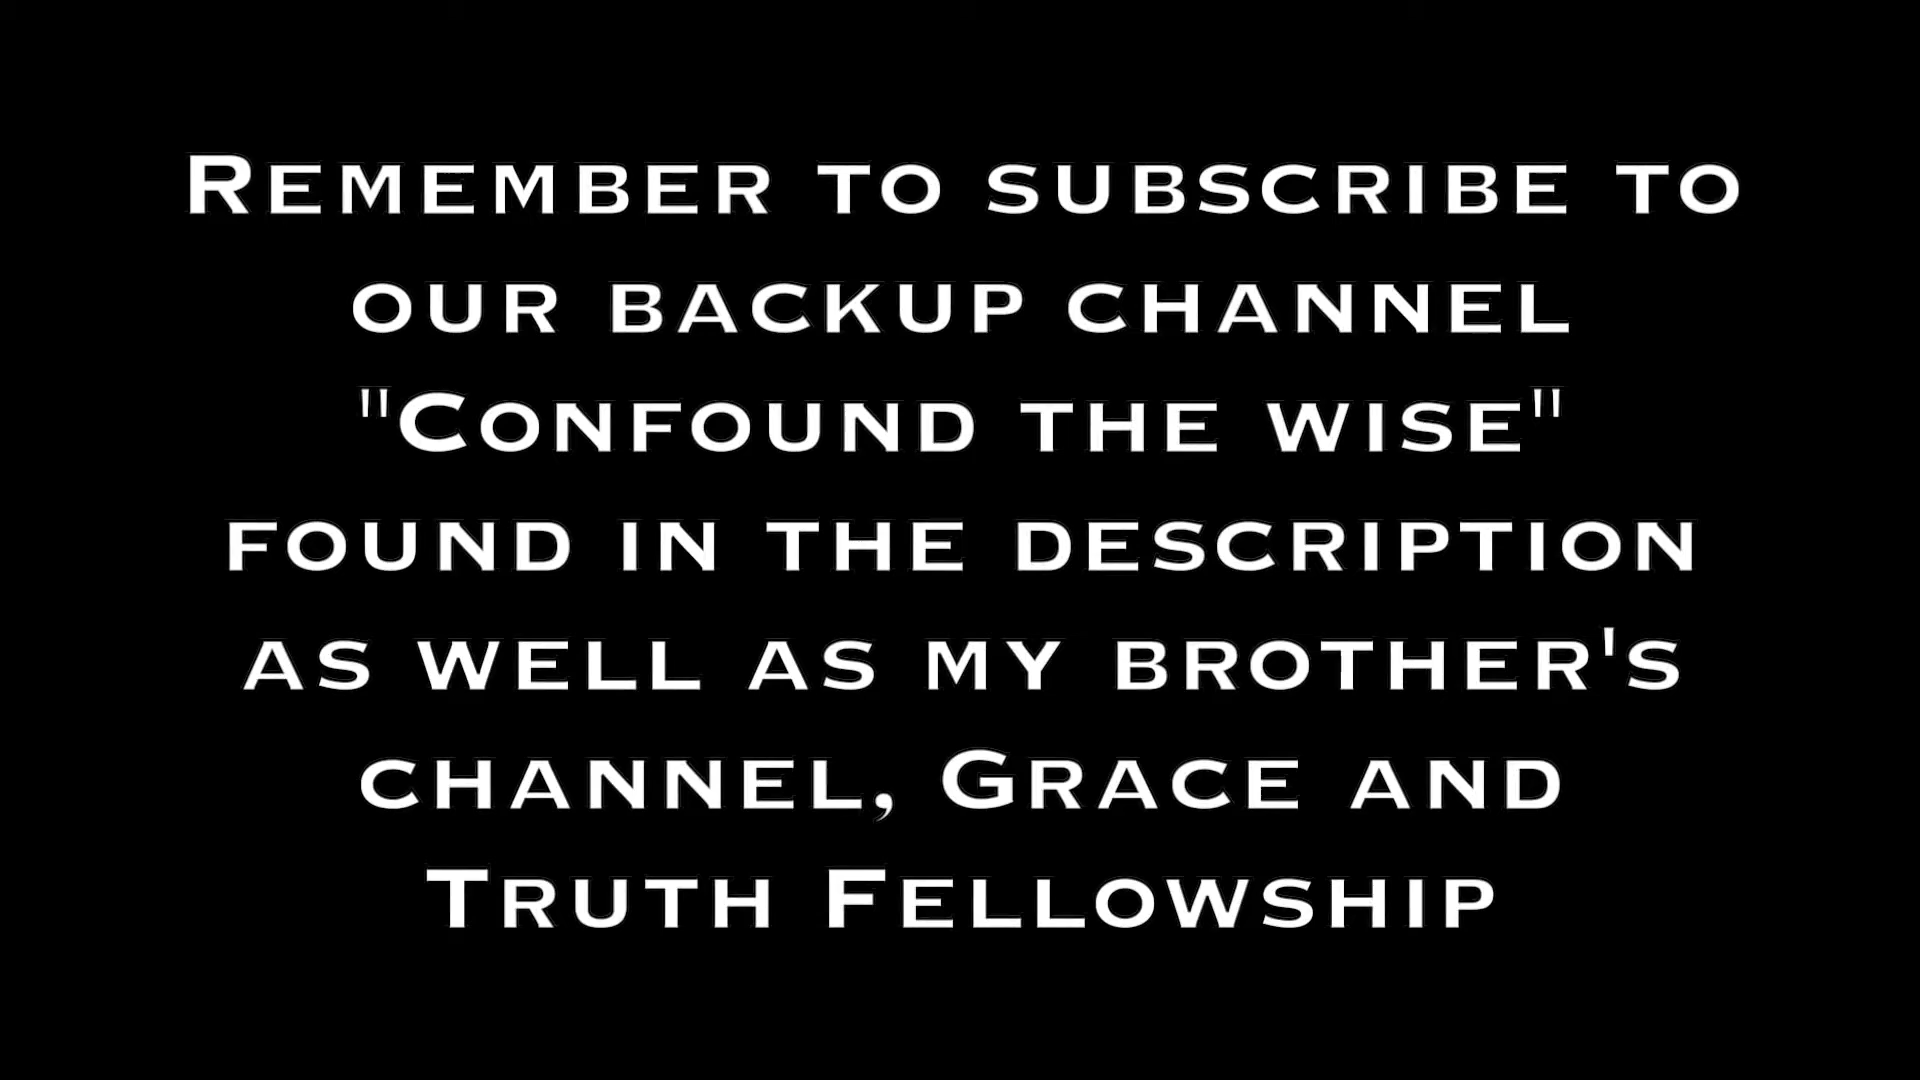 Remember to subscribe to
our backup channel
"Confound the wise"
found in the description
as well as my brother's
channel, Grace and
Truth Fellowship